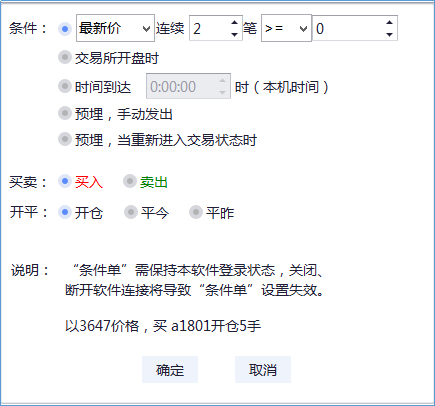 条件： 最新价 连续 2 笔 >= 0
交易所开盘时
时间到达 0:00:00 时（本机时间）
预埋，手动发出
预埋，当重新进入交易状态时
买卖： 买入 卖出
开平： 开仓 平今 平昨
说明： “条件单”需保持本软件登录状态，关闭、
断开软件连接将导致“条件单”设置失效。
以3647价格，买 a1801开仓5手
确定 取消